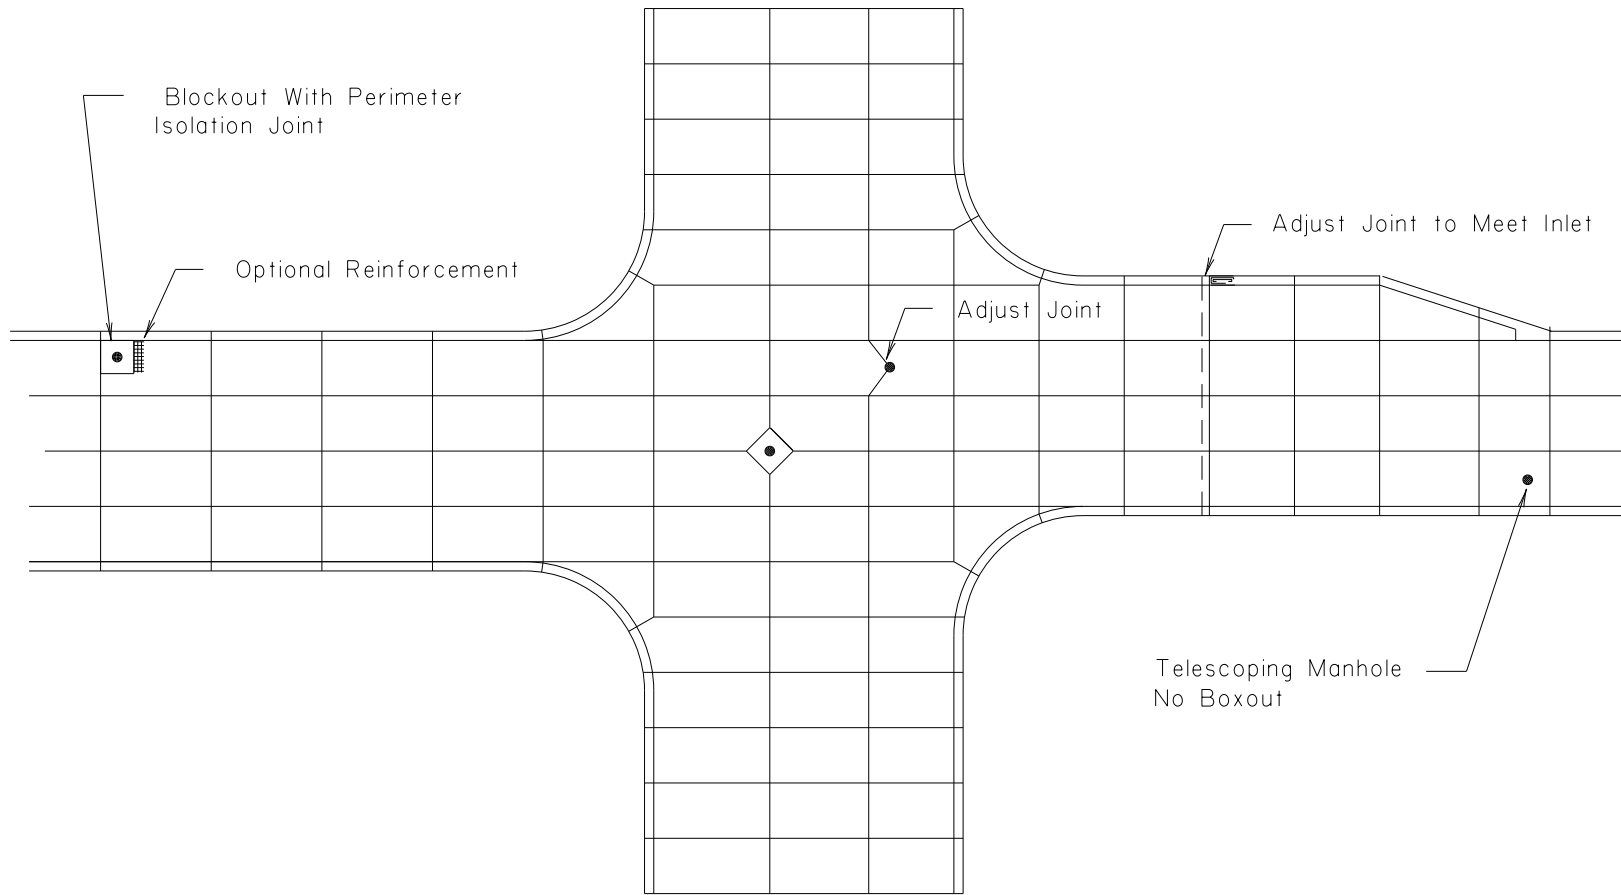 Blockout With Perimeter
Isolation Joint
Adjust Joint to Meet Inlet
Optional Reinforcement
Adjust Joint
Telescoping Manhole
No Boxout